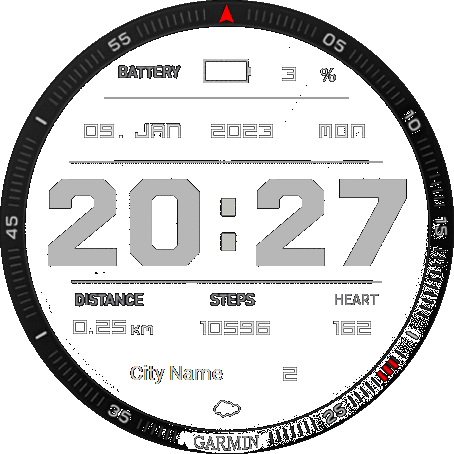 55 05
BATTERY 3 %
10
09. JAN 2023 MON
45 20:27 15
DISTANCE STEPS HEART
0.25 KM 10596 162
City Name 2
35 25
GARMIN